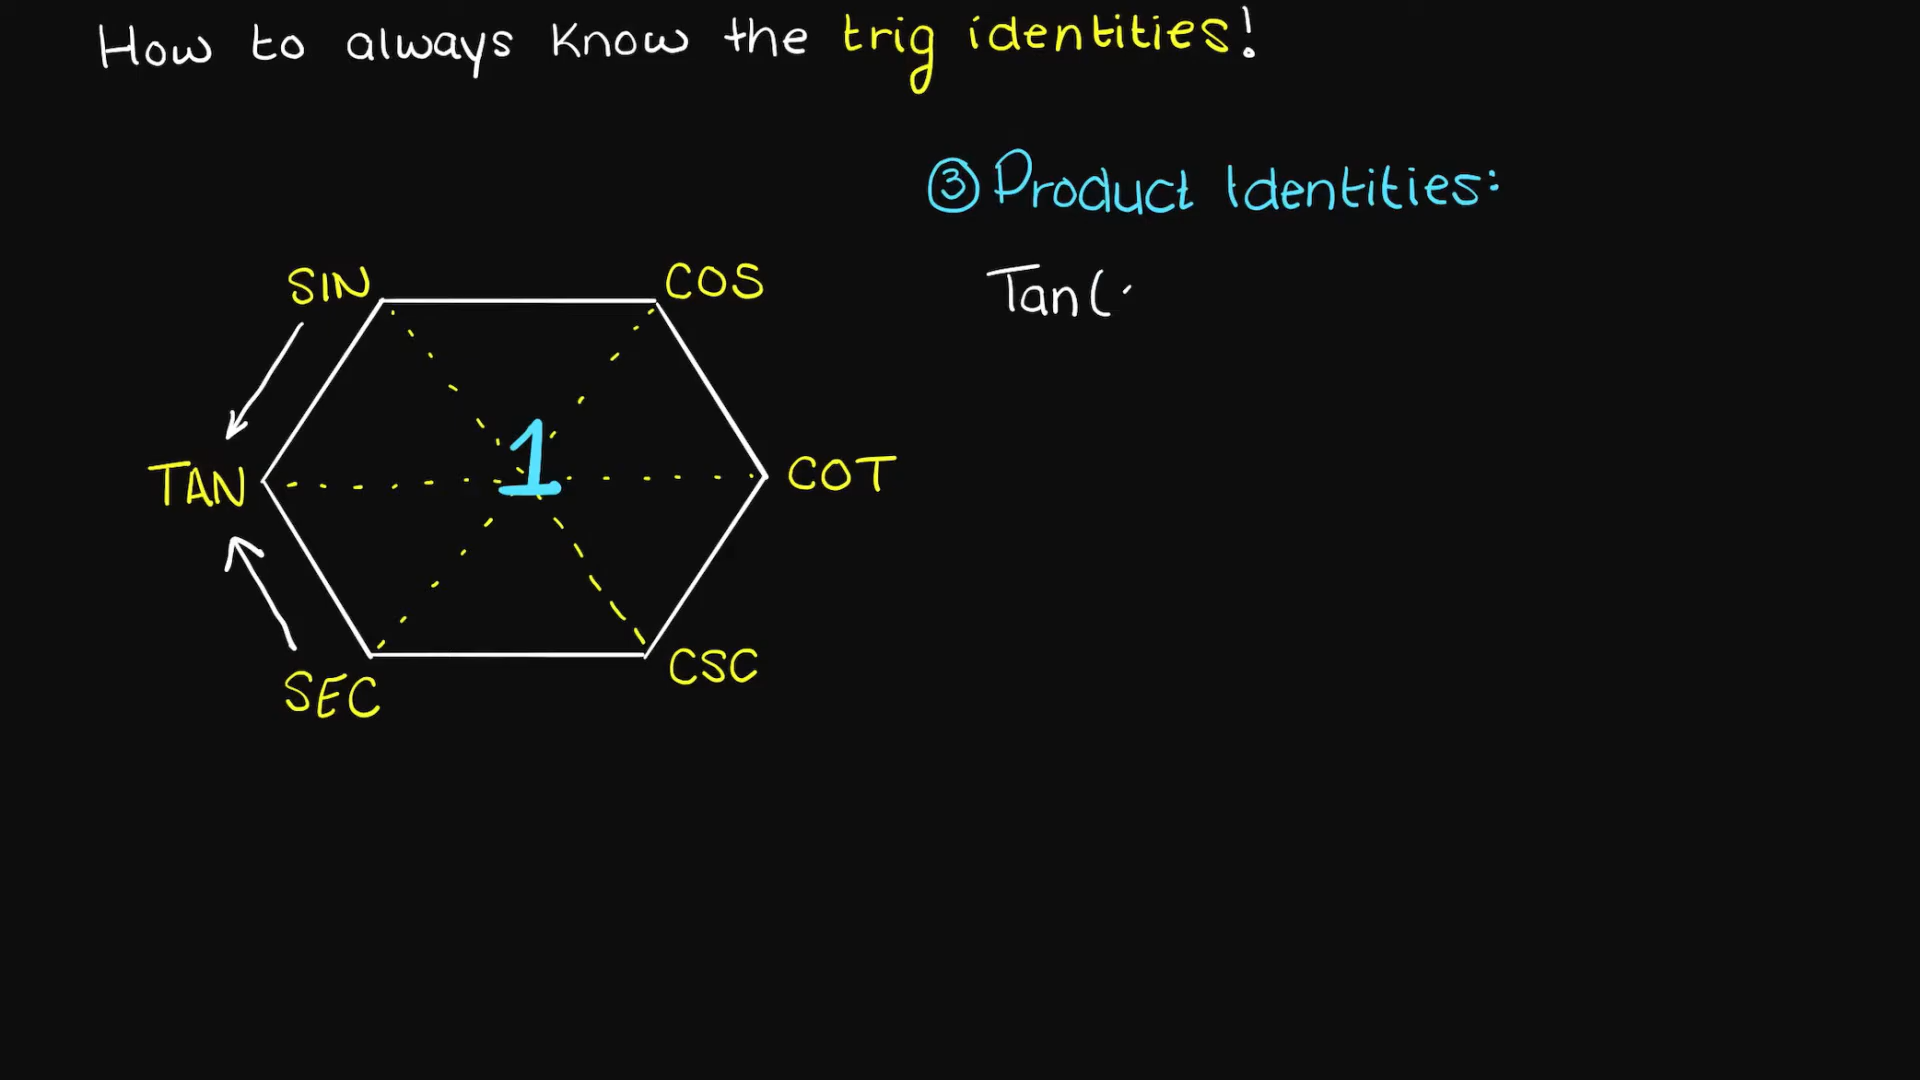 How to always know the trig identities!
③ Product Identities:
SIN
COS
Tan(
1
TAN
COT
SEC
CSC